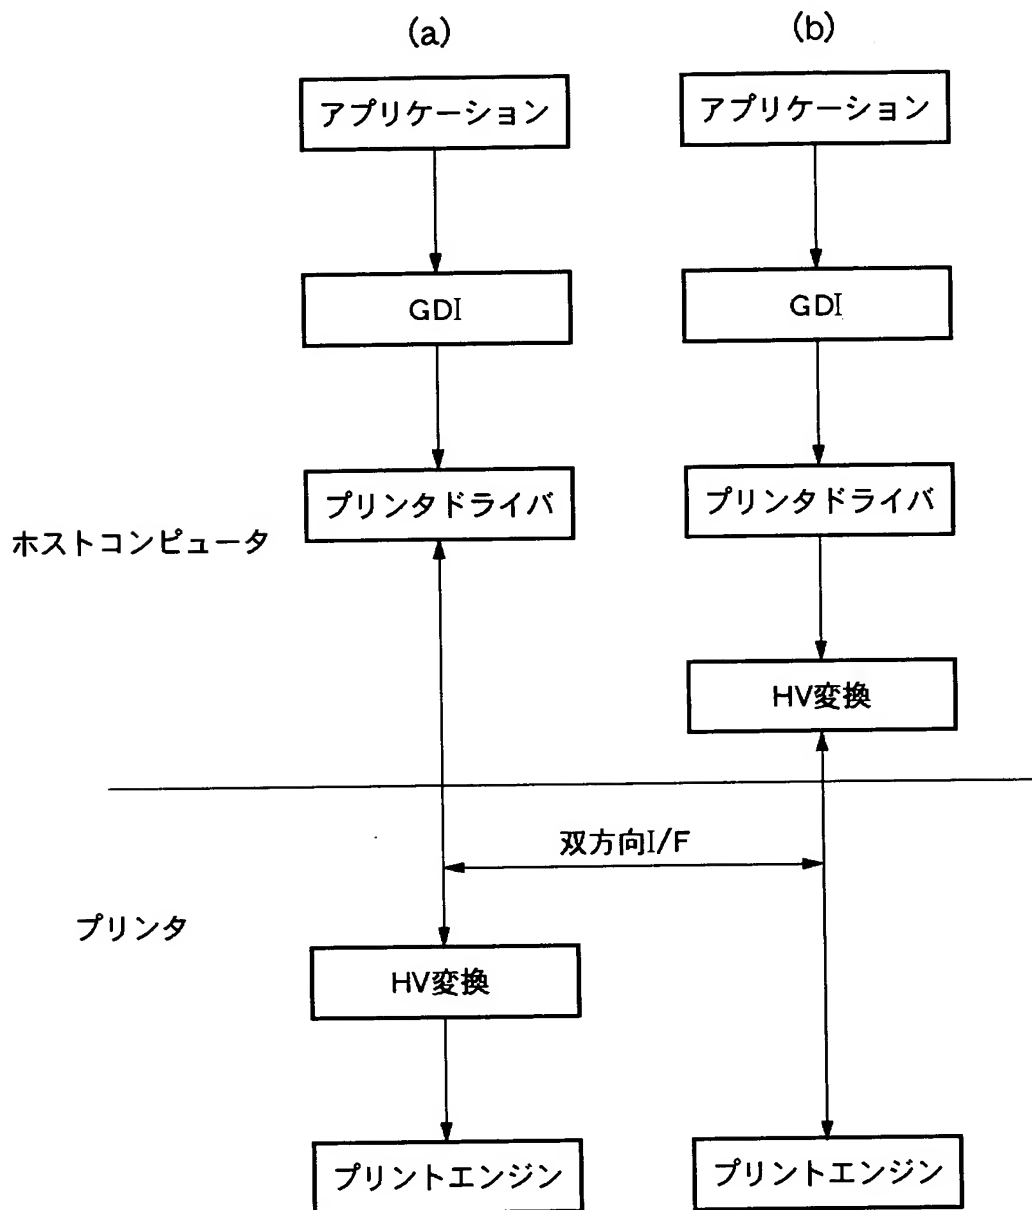 (a)
(b)
アプリケーション
アプリケーション
GDI
GDI
プリンタドライバ
プリンタドライバ
ホストコンピュータ
HV変換
双方向I/F
プリンタ
HV変換
プリントエンジン
プリントエンジン